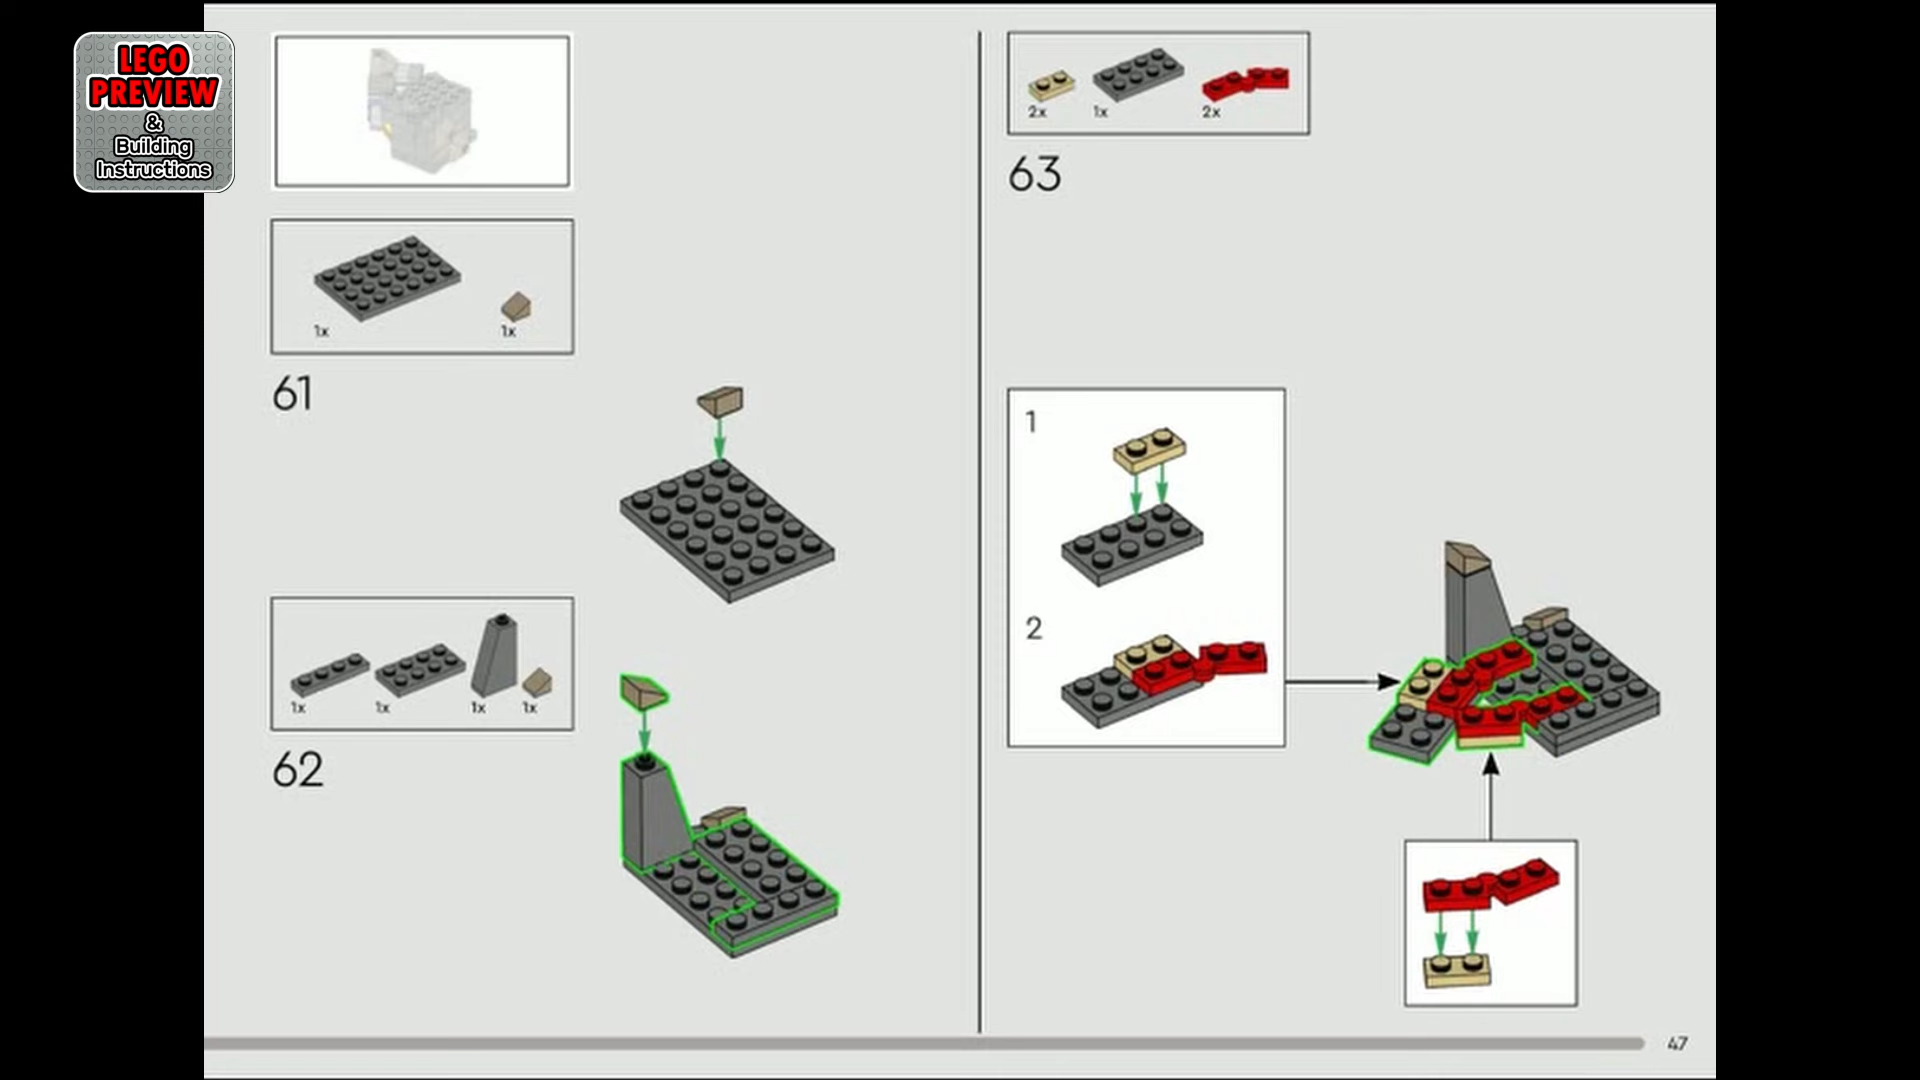 LEGO
PREVIEW
&
Building
Instructions
1x
1x
61
1x
1x
1x
1x
62
2x
1x
2x
63
1
2
47